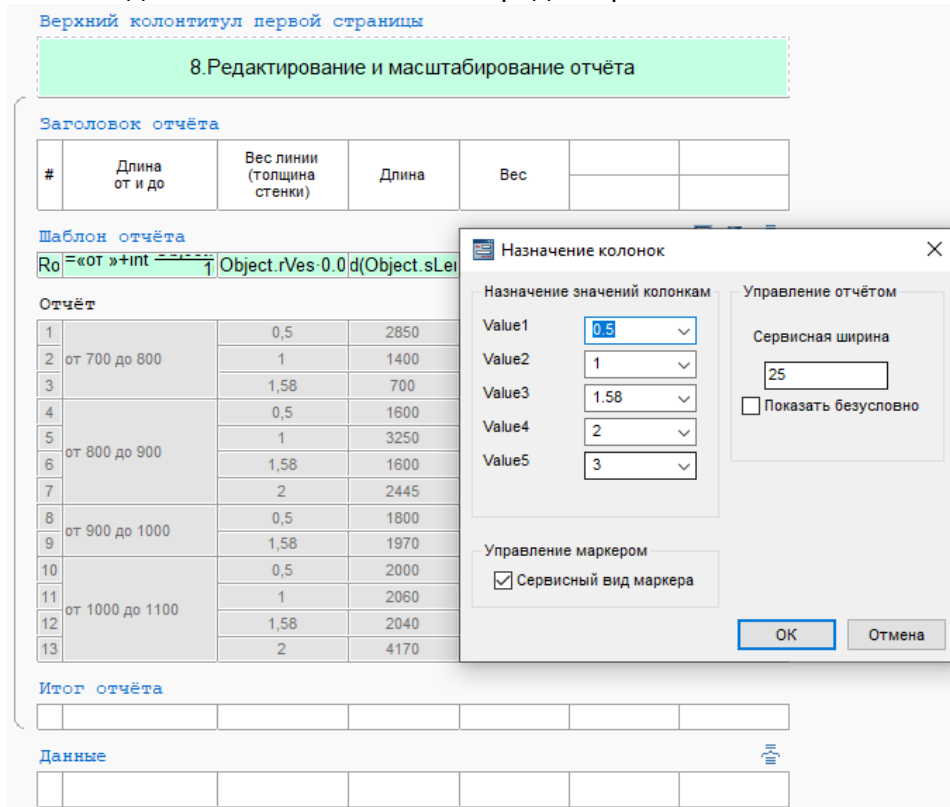 Верхний колонтитул первой страницы
8.Редактирование и масштабирование отчёта
Заголовок отчёта
# Длина от и до Вес линии (толщина стенки) Длина Вес
Шаблон отчёта
Ro =«от »+int 1 Object.rVes-0.0 d(Object.sLei
Отчёт
1 от 700 до 800 0,5 2850
2 1 1400
3 1,58 700
4 от 800 до 900 0,5 1600
5 1 3250
6 1,58 1600
7 2 2445
8 от 900 до 1000 0,5 1800
9 1,58 1970
10 от 1000 до 1100 0,5 2000
11 1 2060
12 1,58 2040
13 2 4170
Итог отчёта
Данные
Назначение колонок
Назначение значений колонкам
Value1 0.5
Value2 1
Value3 1.58
Value4 2
Value5 3
Управление отчётом
Сервисная ширина
25
Показать безусловно
Управление маркером
Сервисный вид маркера
ОК Отмена